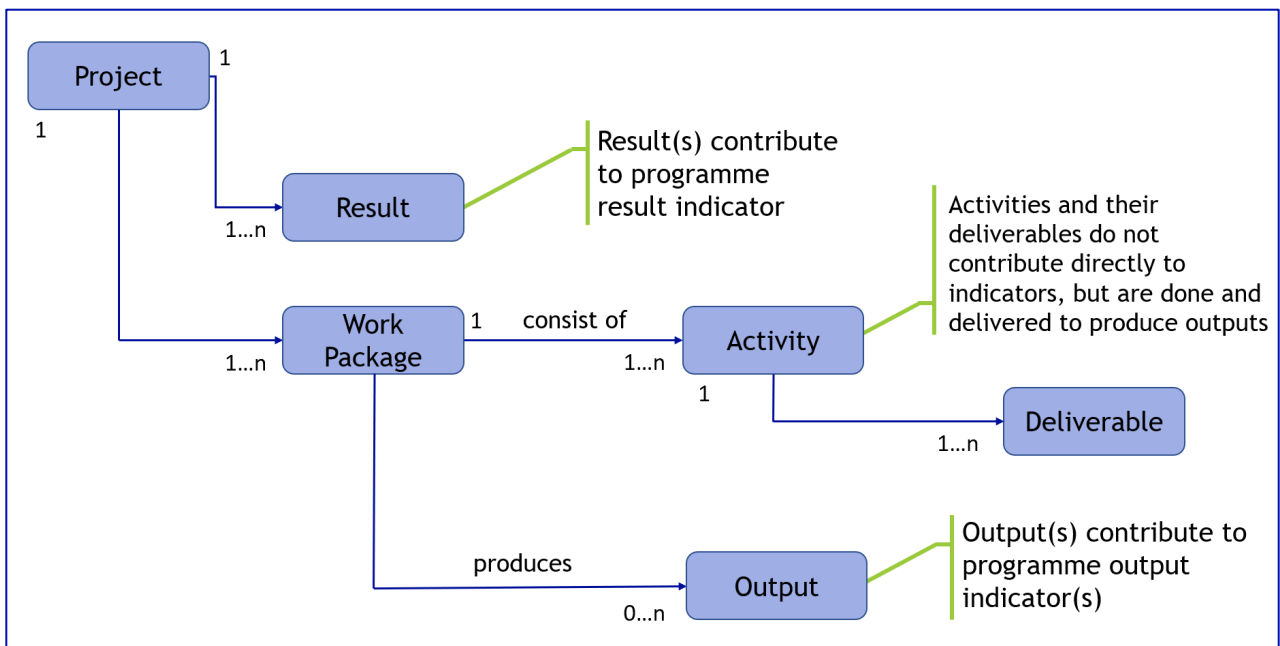 Project
1
1
Result(s) contribute
to programme
result indicator
Result
1...n
Activities and their
deliverables do not
contribute directly to
indicators, but are done and
delivered to produce outputs
Work
Package
1
consist of
1...n
1...n
Activity
1
Deliverable
1...n
produces
Output
0...n
Output(s) contribute to
programme output
indicator(s)